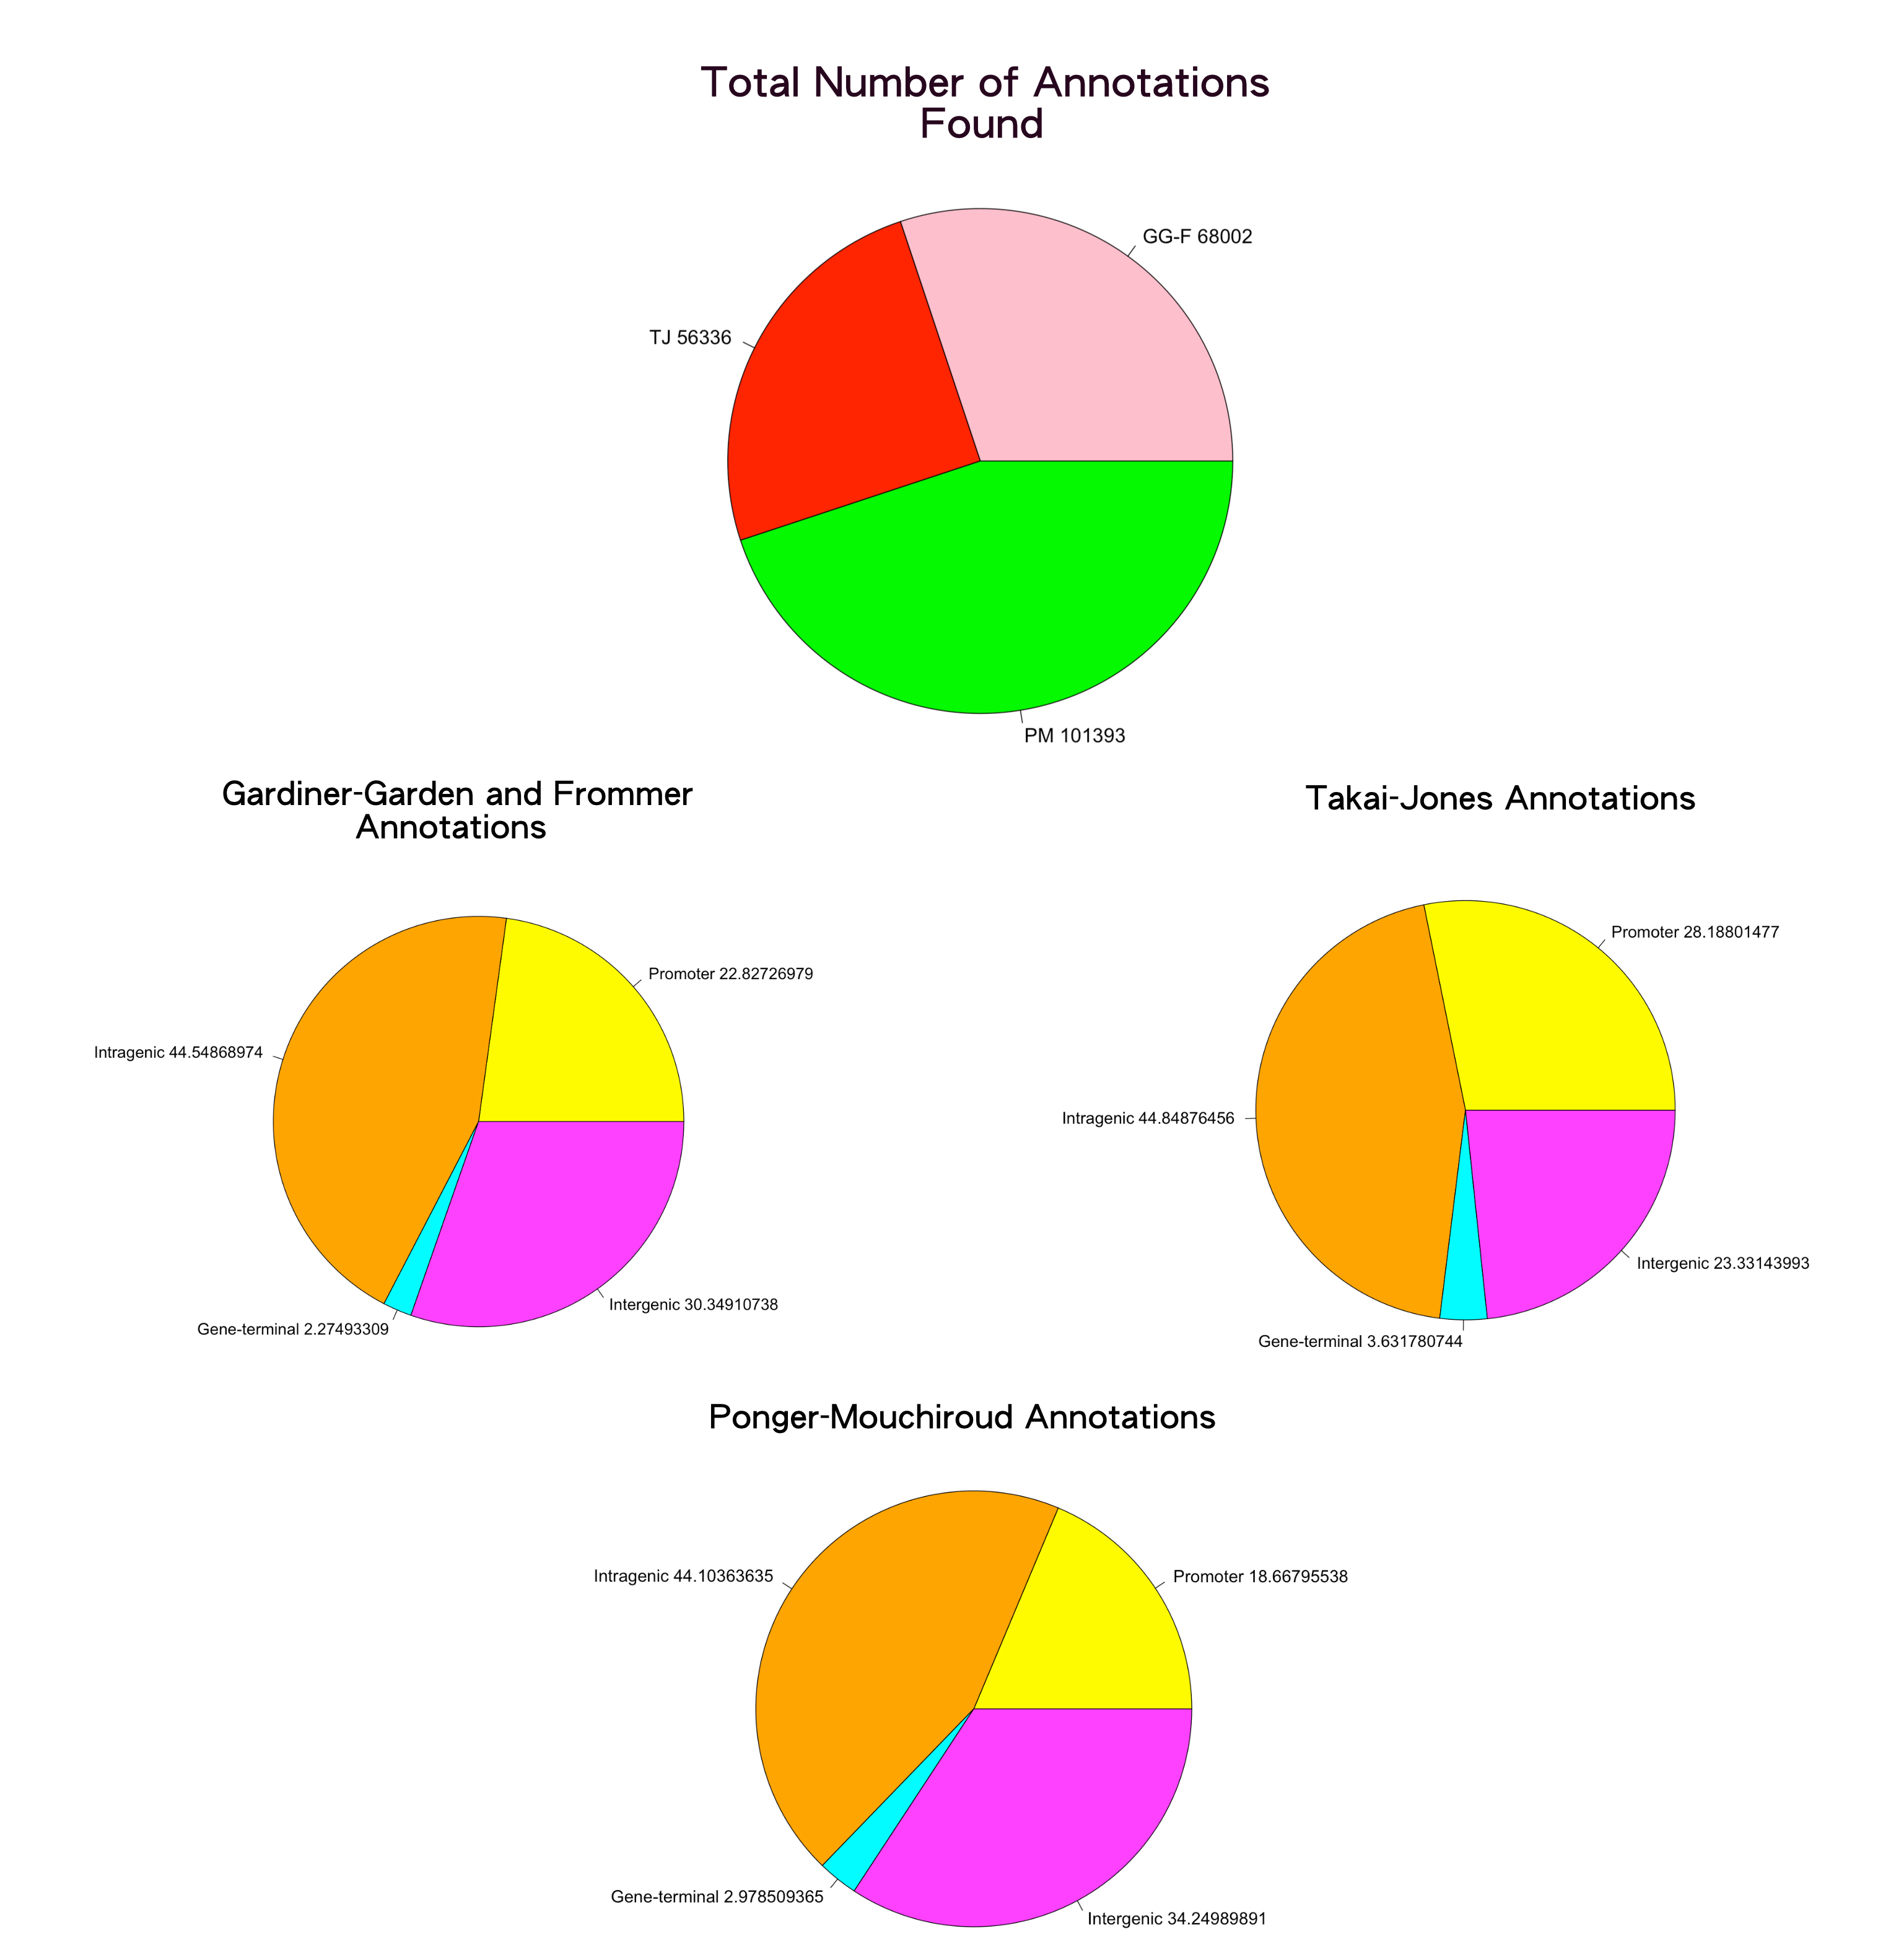 Total Number of Annotations
Found
GG-F 68002
TJ 56336
PM 101393
Gardiner-Garden and Frommer
Annotations
Promoter 22.82726979
Intragenic 44.54868974
Intergenic 30.34910738
Gene-terminal 2.27493309
Takai-Jones Annotations
Promoter 28.18801477
Intragenic 44.84876456
Intergenic 23.33143993
Gene-terminal 3.631780744
Ponger-Mouchiroud Annotations
Intragenic 44.10363635
Promoter 18.66795538
Gene-terminal 2.978509365
Intergenic 34.24989891